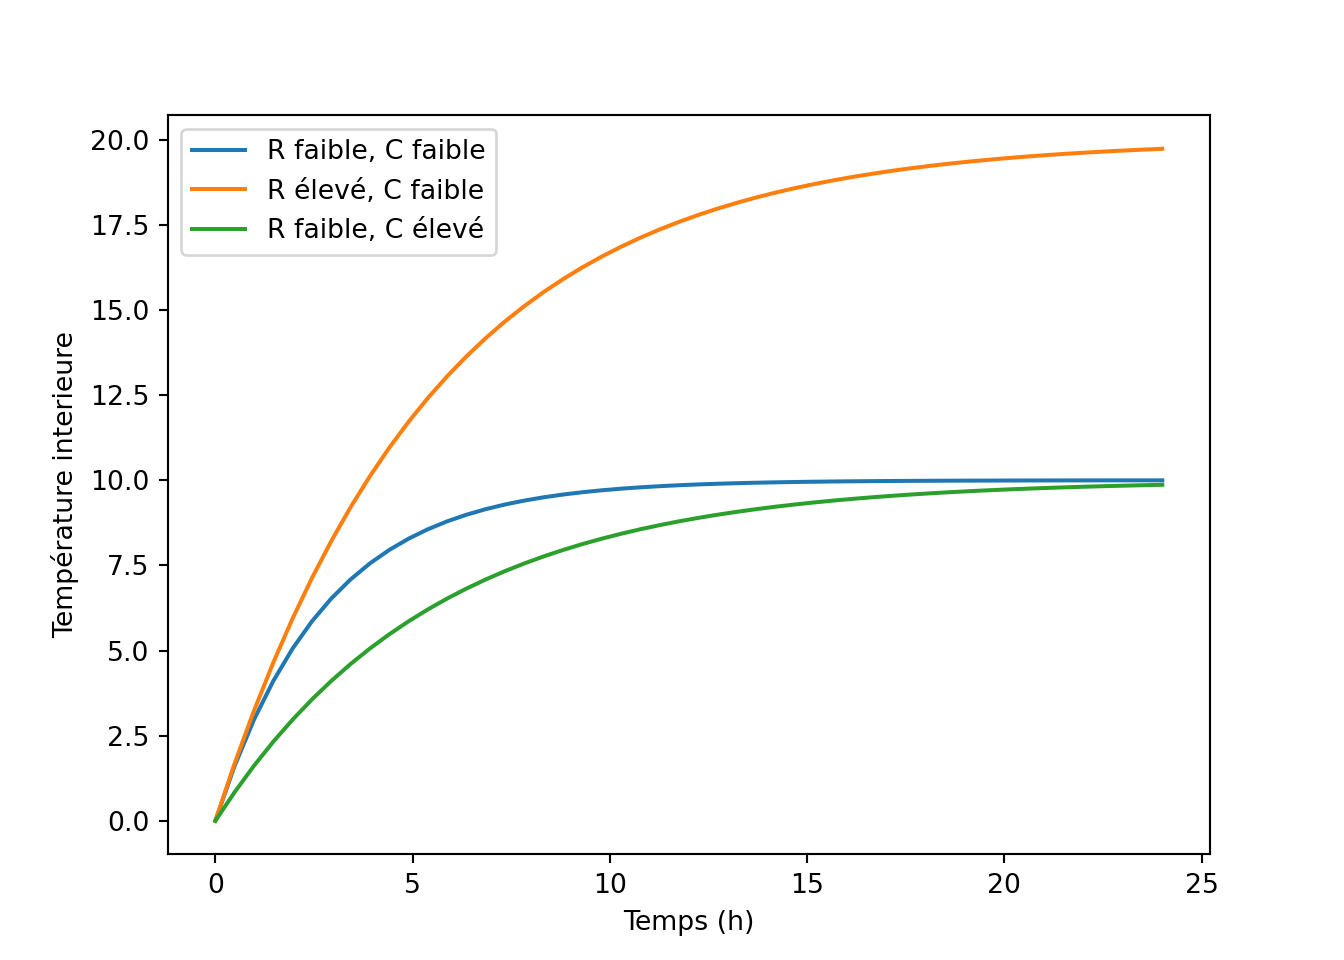 R faible, C faible
R élevé, C faible
R faible, C élevé
20.0
17.5
15.0
12.5
10.0
7.5
5.0
2.5
0.0
Température interieure
0 5 10 15 20 25
Temps (h)